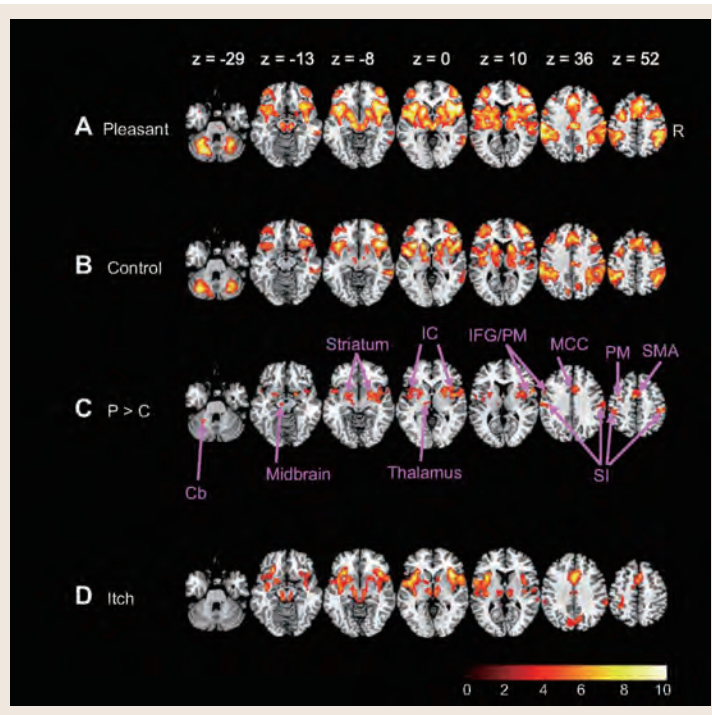 z = -29 z = -13 z = -8 z = 0 z = 10 z = 36 z = 52
A Pleasant
R
B Control
Striatum IC IFG/PM MCC PM SMA
C P > C
Cb Midbrain Thalamus SI
D Itch
0 2 4 6 8 10